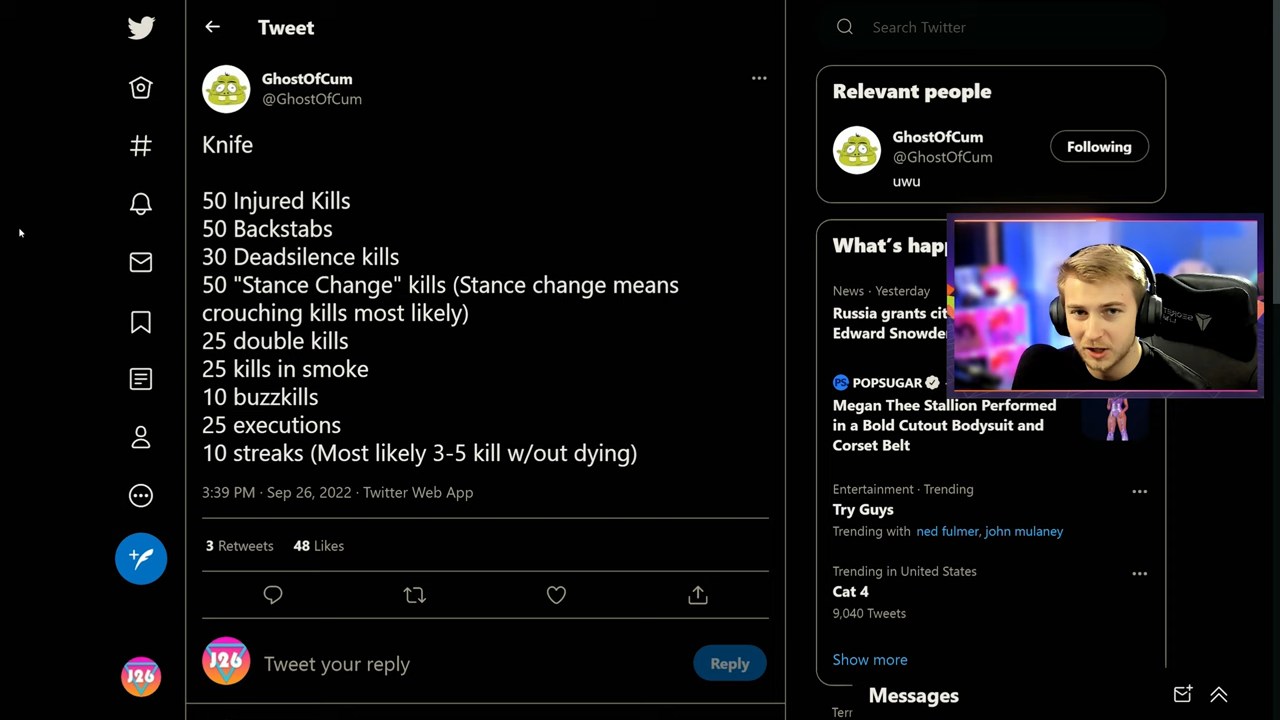 Tweet
Search Twitter
GhostOfCum
@GhostOfCum
Knife
50 Injured Kills
50 Backstabs
30 Deadsilence kills
50 "Stance Change" kills (Stance change means
crouching kills most likely)
25 double kills
25 kills in smoke
10 buzzkills
25 executions
10 streaks (Most likely 3-5 kill w/out dying)
3:39 PM · Sep 26, 2022 · Twitter Web App
3 Retweets 48 Likes
J26
Tweet your reply
Reply
J26
Relevant people
GhostOfCum
@GhostOfCum
Following
uwu
What's
News · Yesterday
Russia grants
Edward
POPSUGAR
Megan Thee Stallion Performed
in a Bold Cutout Bodysuit and
Corset Belt
Entertainment · Trending
Try Guys
Trending with ned fulmer, john mulaney
Trending in United States
Cat 4
9,040 Tweets
Show more
Messages